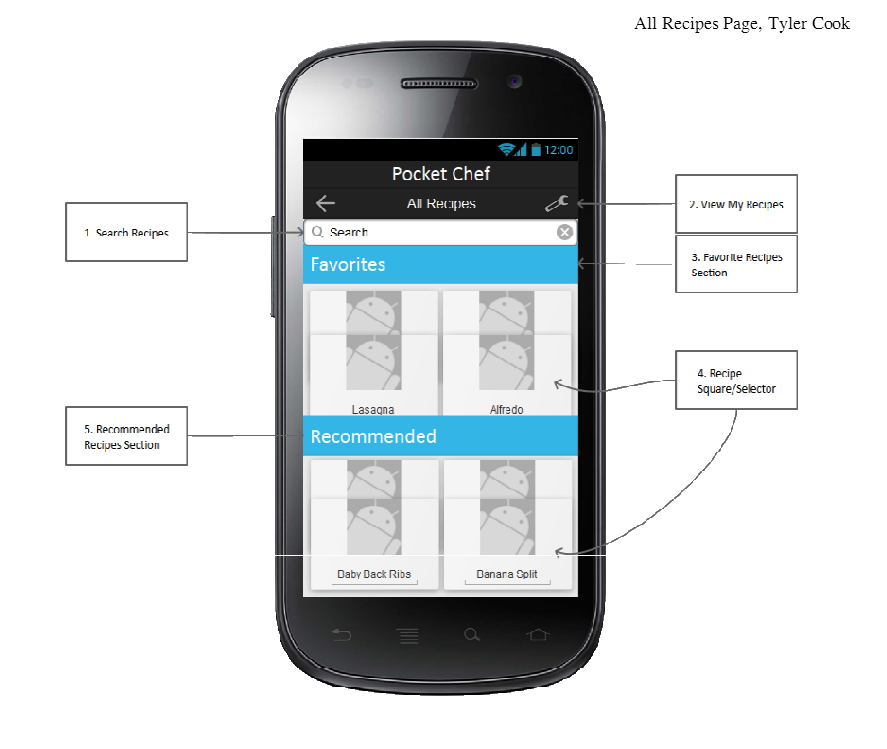 All Recipes Page, Tyler Cook
12:00
Pocket Chef
All Recipes
Search
Favorites
Lasagna
Alfredo
Recommended
Baby Back Ribs
Banana Split
1. Search Recipes
2. View My Recipes
3. Favorite Recipes
Section
4. Recipe
Square/Selector
5. Recommended
Recipes Section